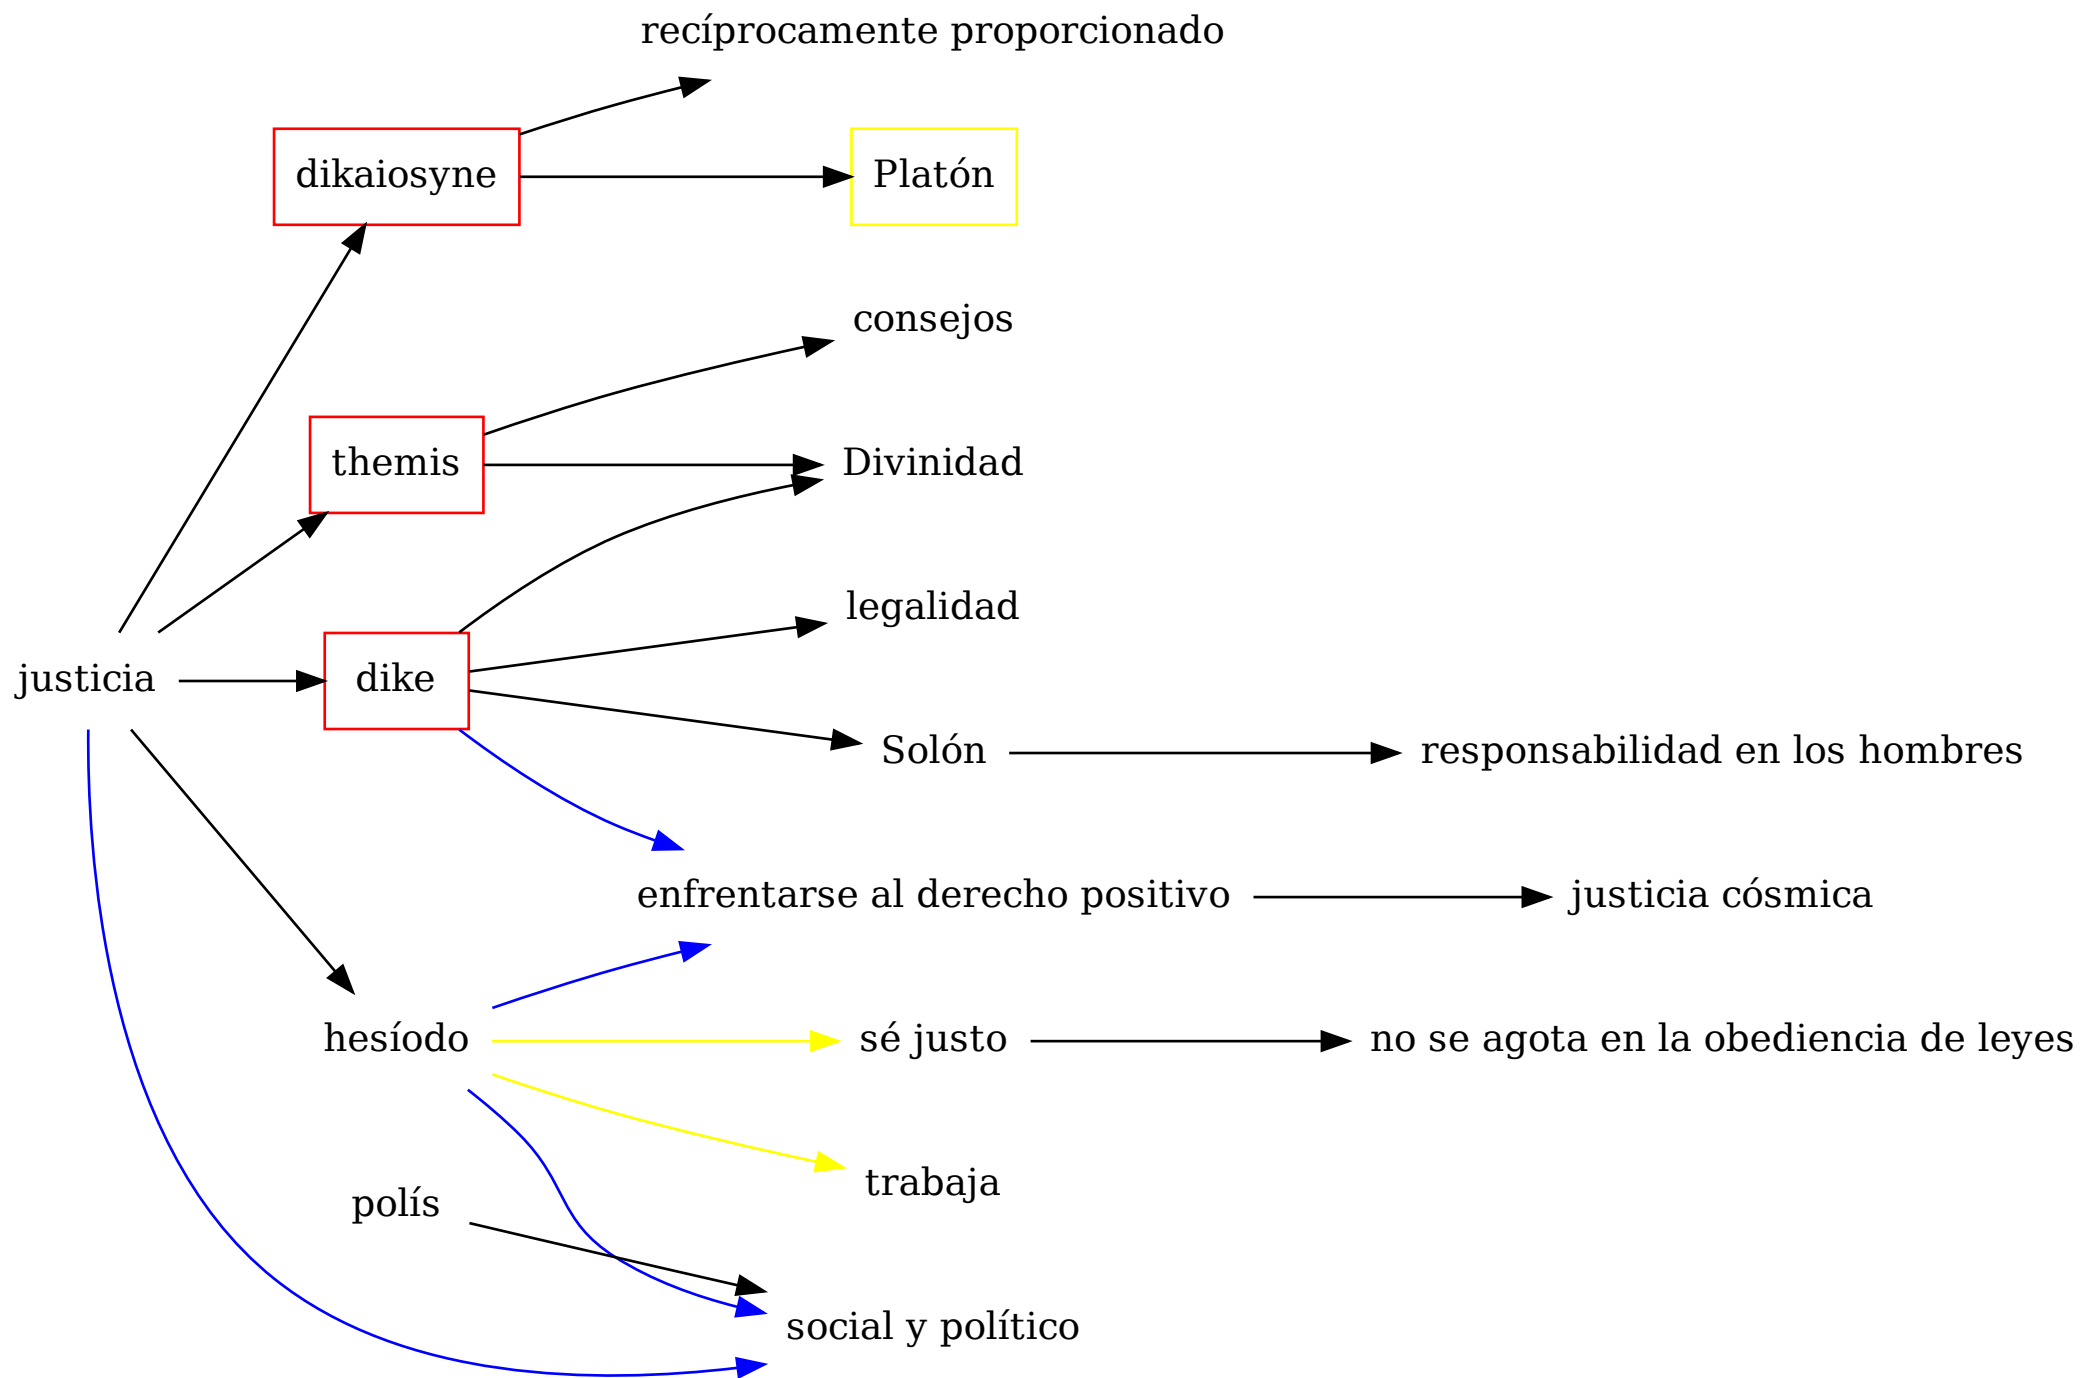 recíprocamente proporcionado
dikaiosyne
Platón
consejos
themis
Divinidad
legalidad
justicia
dike
Solón
responsabilidad en los hombres
enfrentarse al derecho positivo
justicia cósmica
hesíodo
sé justo
no se agota en la obediencia de leyes
trabaja
polís
social y político